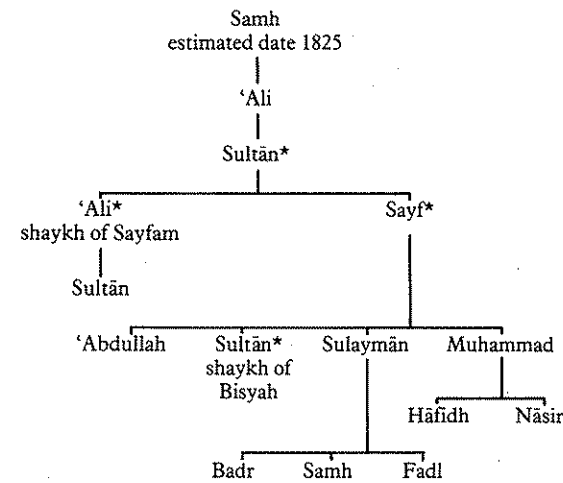 Samh
estimated date 1825
‘Ali
Sultān*
‘Ali* Sayf*
shaykh of Sayfam
Sultān
‘Abdullah Sultān* Sulaymān Muhammad
shaykh of
Bisyah
Hāfidh Nāsir
Badr Samh Fadl